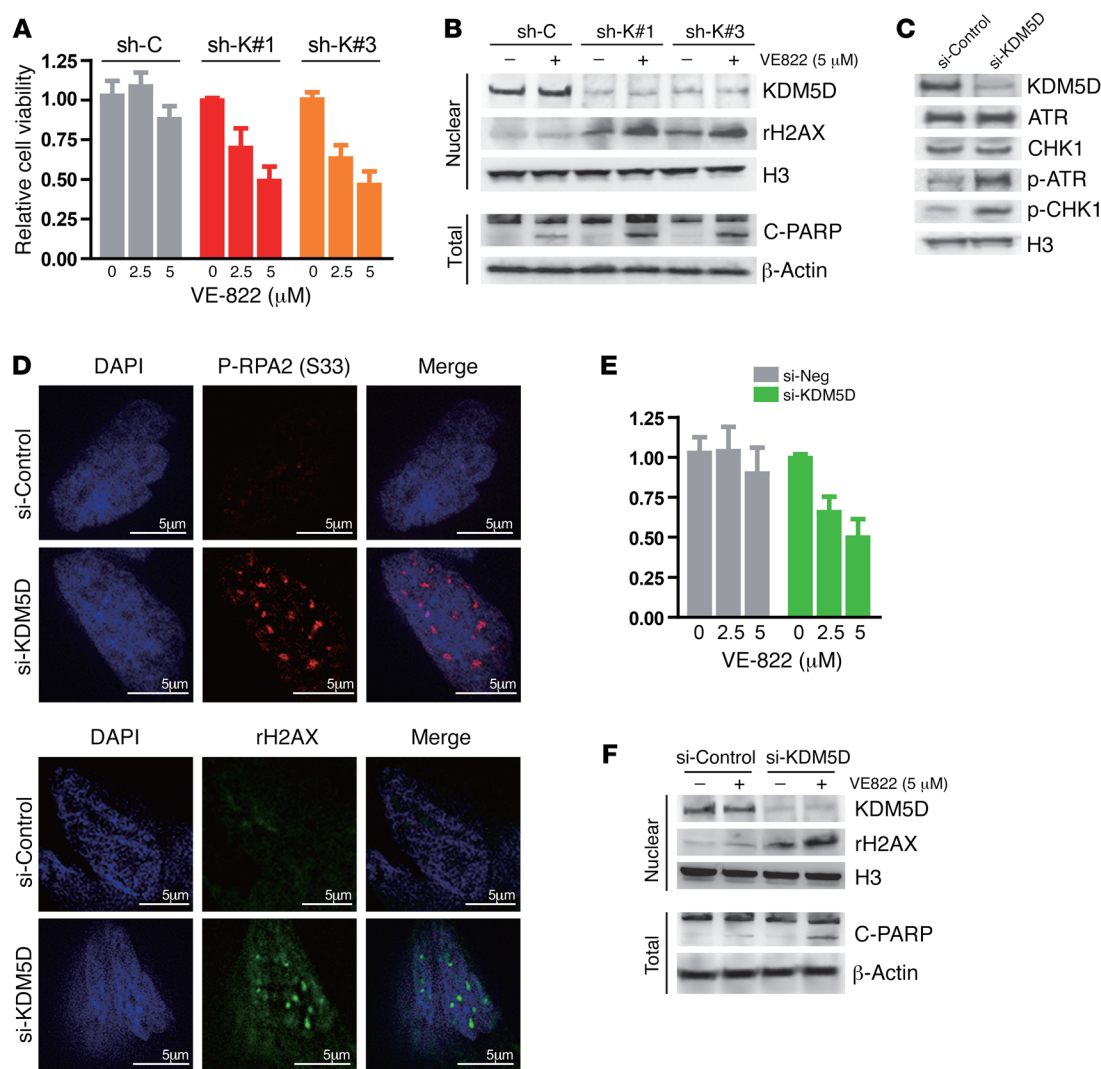 A
sh-C sh-K#1 sh-K#3
Relative cell viability
1.25
1.00
0.75
0.50
0.25
0.00
0 2.5 5 0 2.5 5 0 2.5 5
VE-822 (μM)
B
sh-C sh-K#1 sh-K#3
– + – + – + VE822 (5 μM)
Nuclear
KDM5D
rH2AX
H3
Total
C-PARP
β-Actin
C
si-Control si-KDM5D
KDM5D
ATR
CHK1
p-ATR
p-CHK1
H3
D
DAPI P-RPA2 (S33) Merge
si-Control
5μm 5μm 5μm
si-KDM5D
5μm 5μm 5μm
DAPI rH2AX Merge
si-Control
5μm 5μm 5μm
si-KDM5D
5μm 5μm 5μm
E
si-Neg
si-KDM5D
1.25
1.00
0.75
0.50
0.25
0.00
0 2.5 5 0 2.5 5
VE-822 (μM)
F
si-Control si-KDM5D
– + – + VE822 (5 μM)
Nuclear
KDM5D
rH2AX
H3
Total
C-PARP
β-Actin